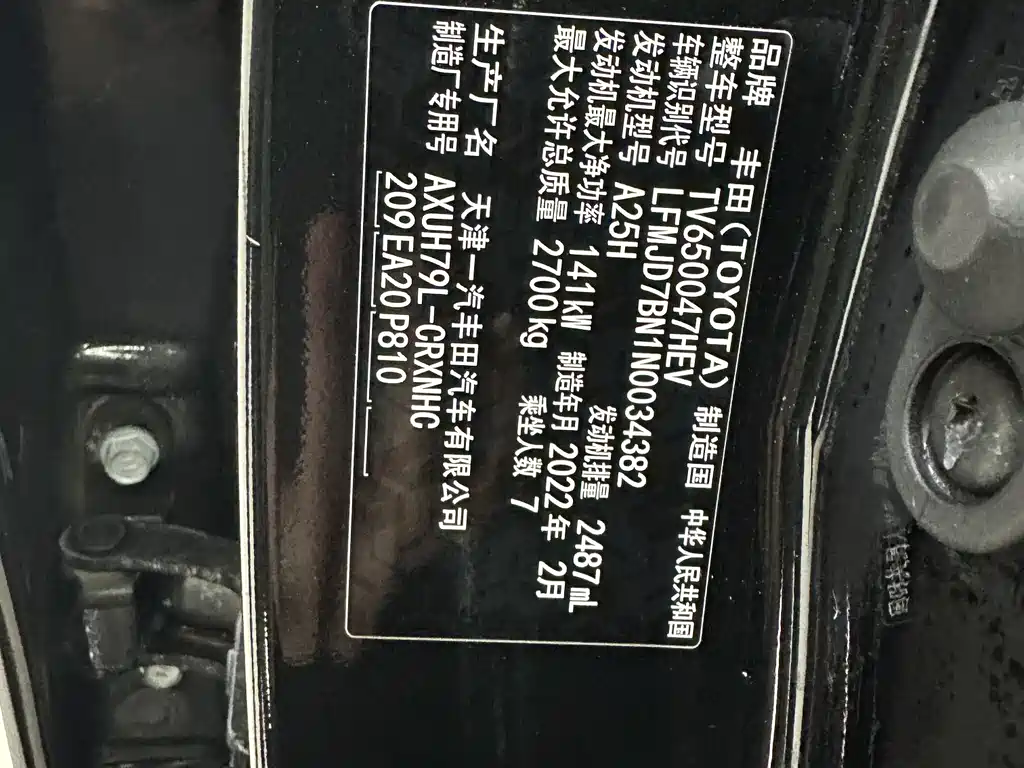 品牌 丰田(TOYOTA) 制造国 中华人民共和国
整车型号 TV65004​7HEV
车辆识别代号 LFMJD7BN1N0034382
发动机型号 A25H 发动机排量 2487mL
发动机最大净功率 141kW 制造年月 2022年 2月
最大允许总质量 2700kg 乘坐人数 7
生产厂名 天津一汽丰田汽车有限公司
制造厂专用号 AXUH79L-CRXNHC
209 EA20 P810